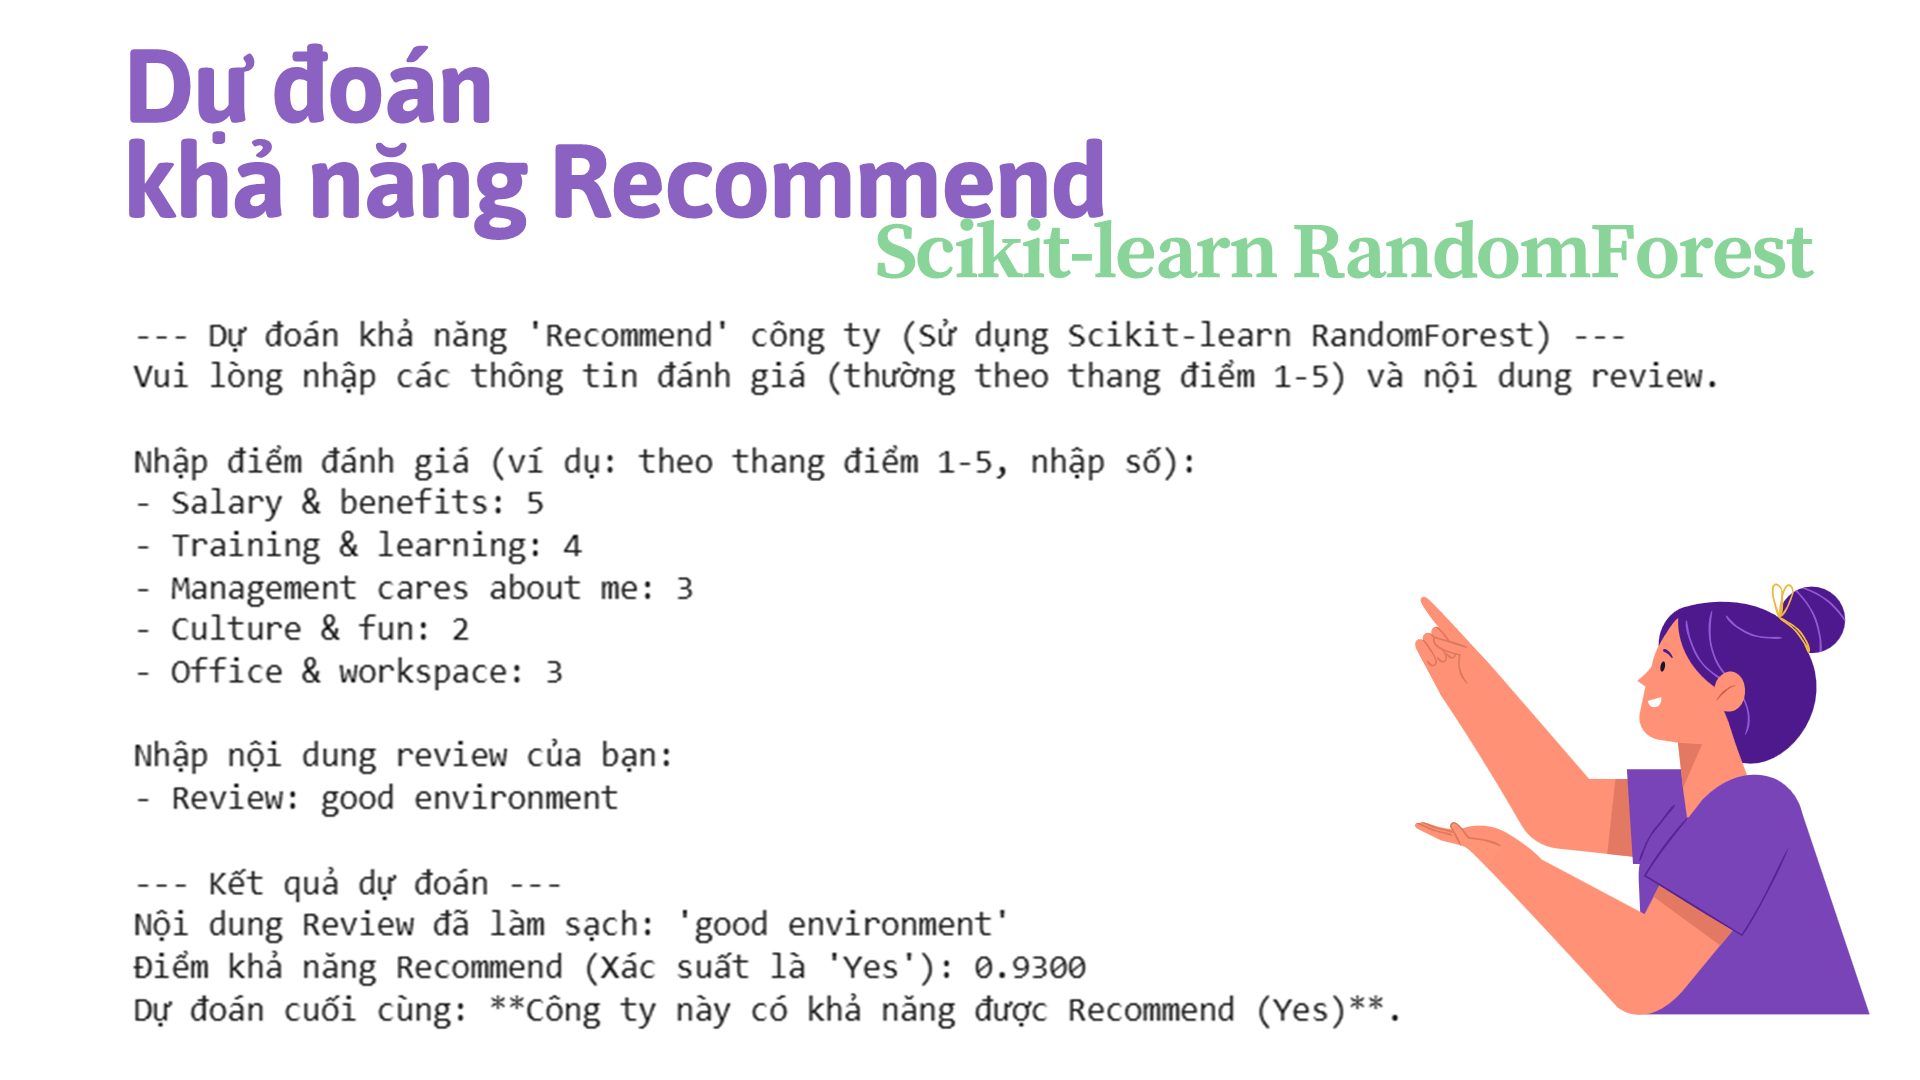 Dự đoán
khả năng Recommend
Scikit-learn RandomForest
--- Dự đoán khả năng 'Recommend' công ty (Sử dụng Scikit-learn RandomForest) ---
Vui lòng nhập các thông tin đánh giá (thường theo thang điểm 1-5) và nội dung review.
Nhập điểm đánh giá (ví dụ: theo thang điểm 1-5, nhập số):
- Salary & benefits: 5
- Training & learning: 4
- Management cares about me: 3
- Culture & fun: 2
- Office & workspace: 3
Nhập nội dung review của bạn:
- Review: good environment
--- Kết quả dự đoán ---
Nội dung Review đã làm sạch: 'good environment'
Điểm khả năng Recommend (Xác suất là 'Yes'): 0.9300
Dự đoán cuối cùng: **Công ty này có khả năng được Recommend (Yes)**.